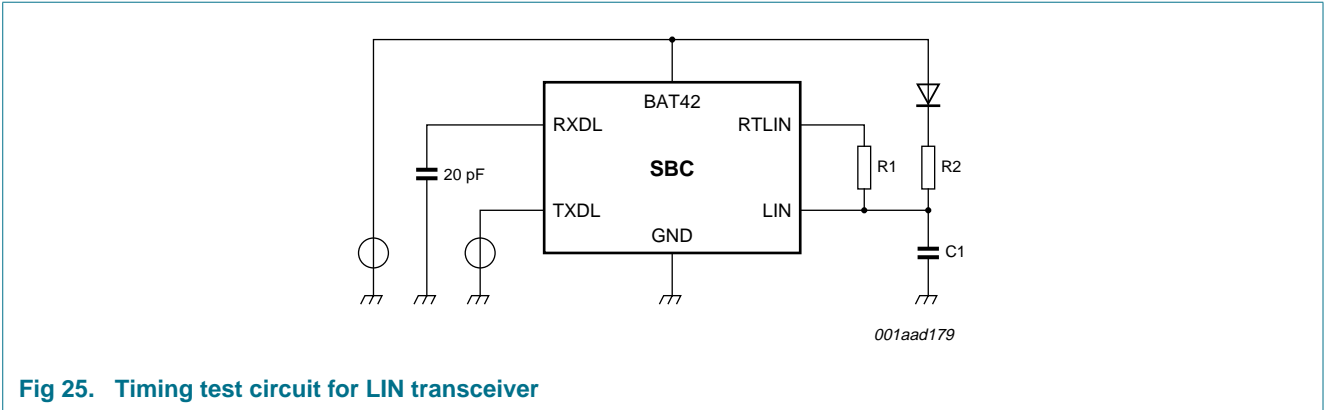 BAT42
RXDL
RTLIN
SBC
R1
R2
20 pF
TXDL
LIN
GND
C1
001aad179
Fig 25. Timing test circuit for LIN transceiver